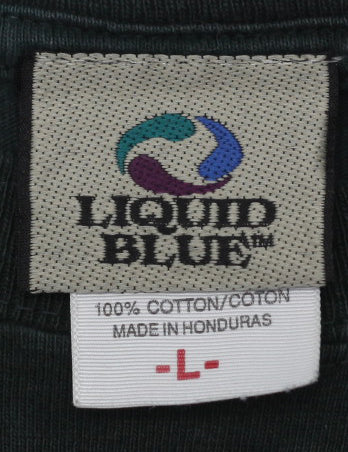 LIQUID
BLUE™
100% COTTON/COTON
MADE IN HONDURAS
-L-